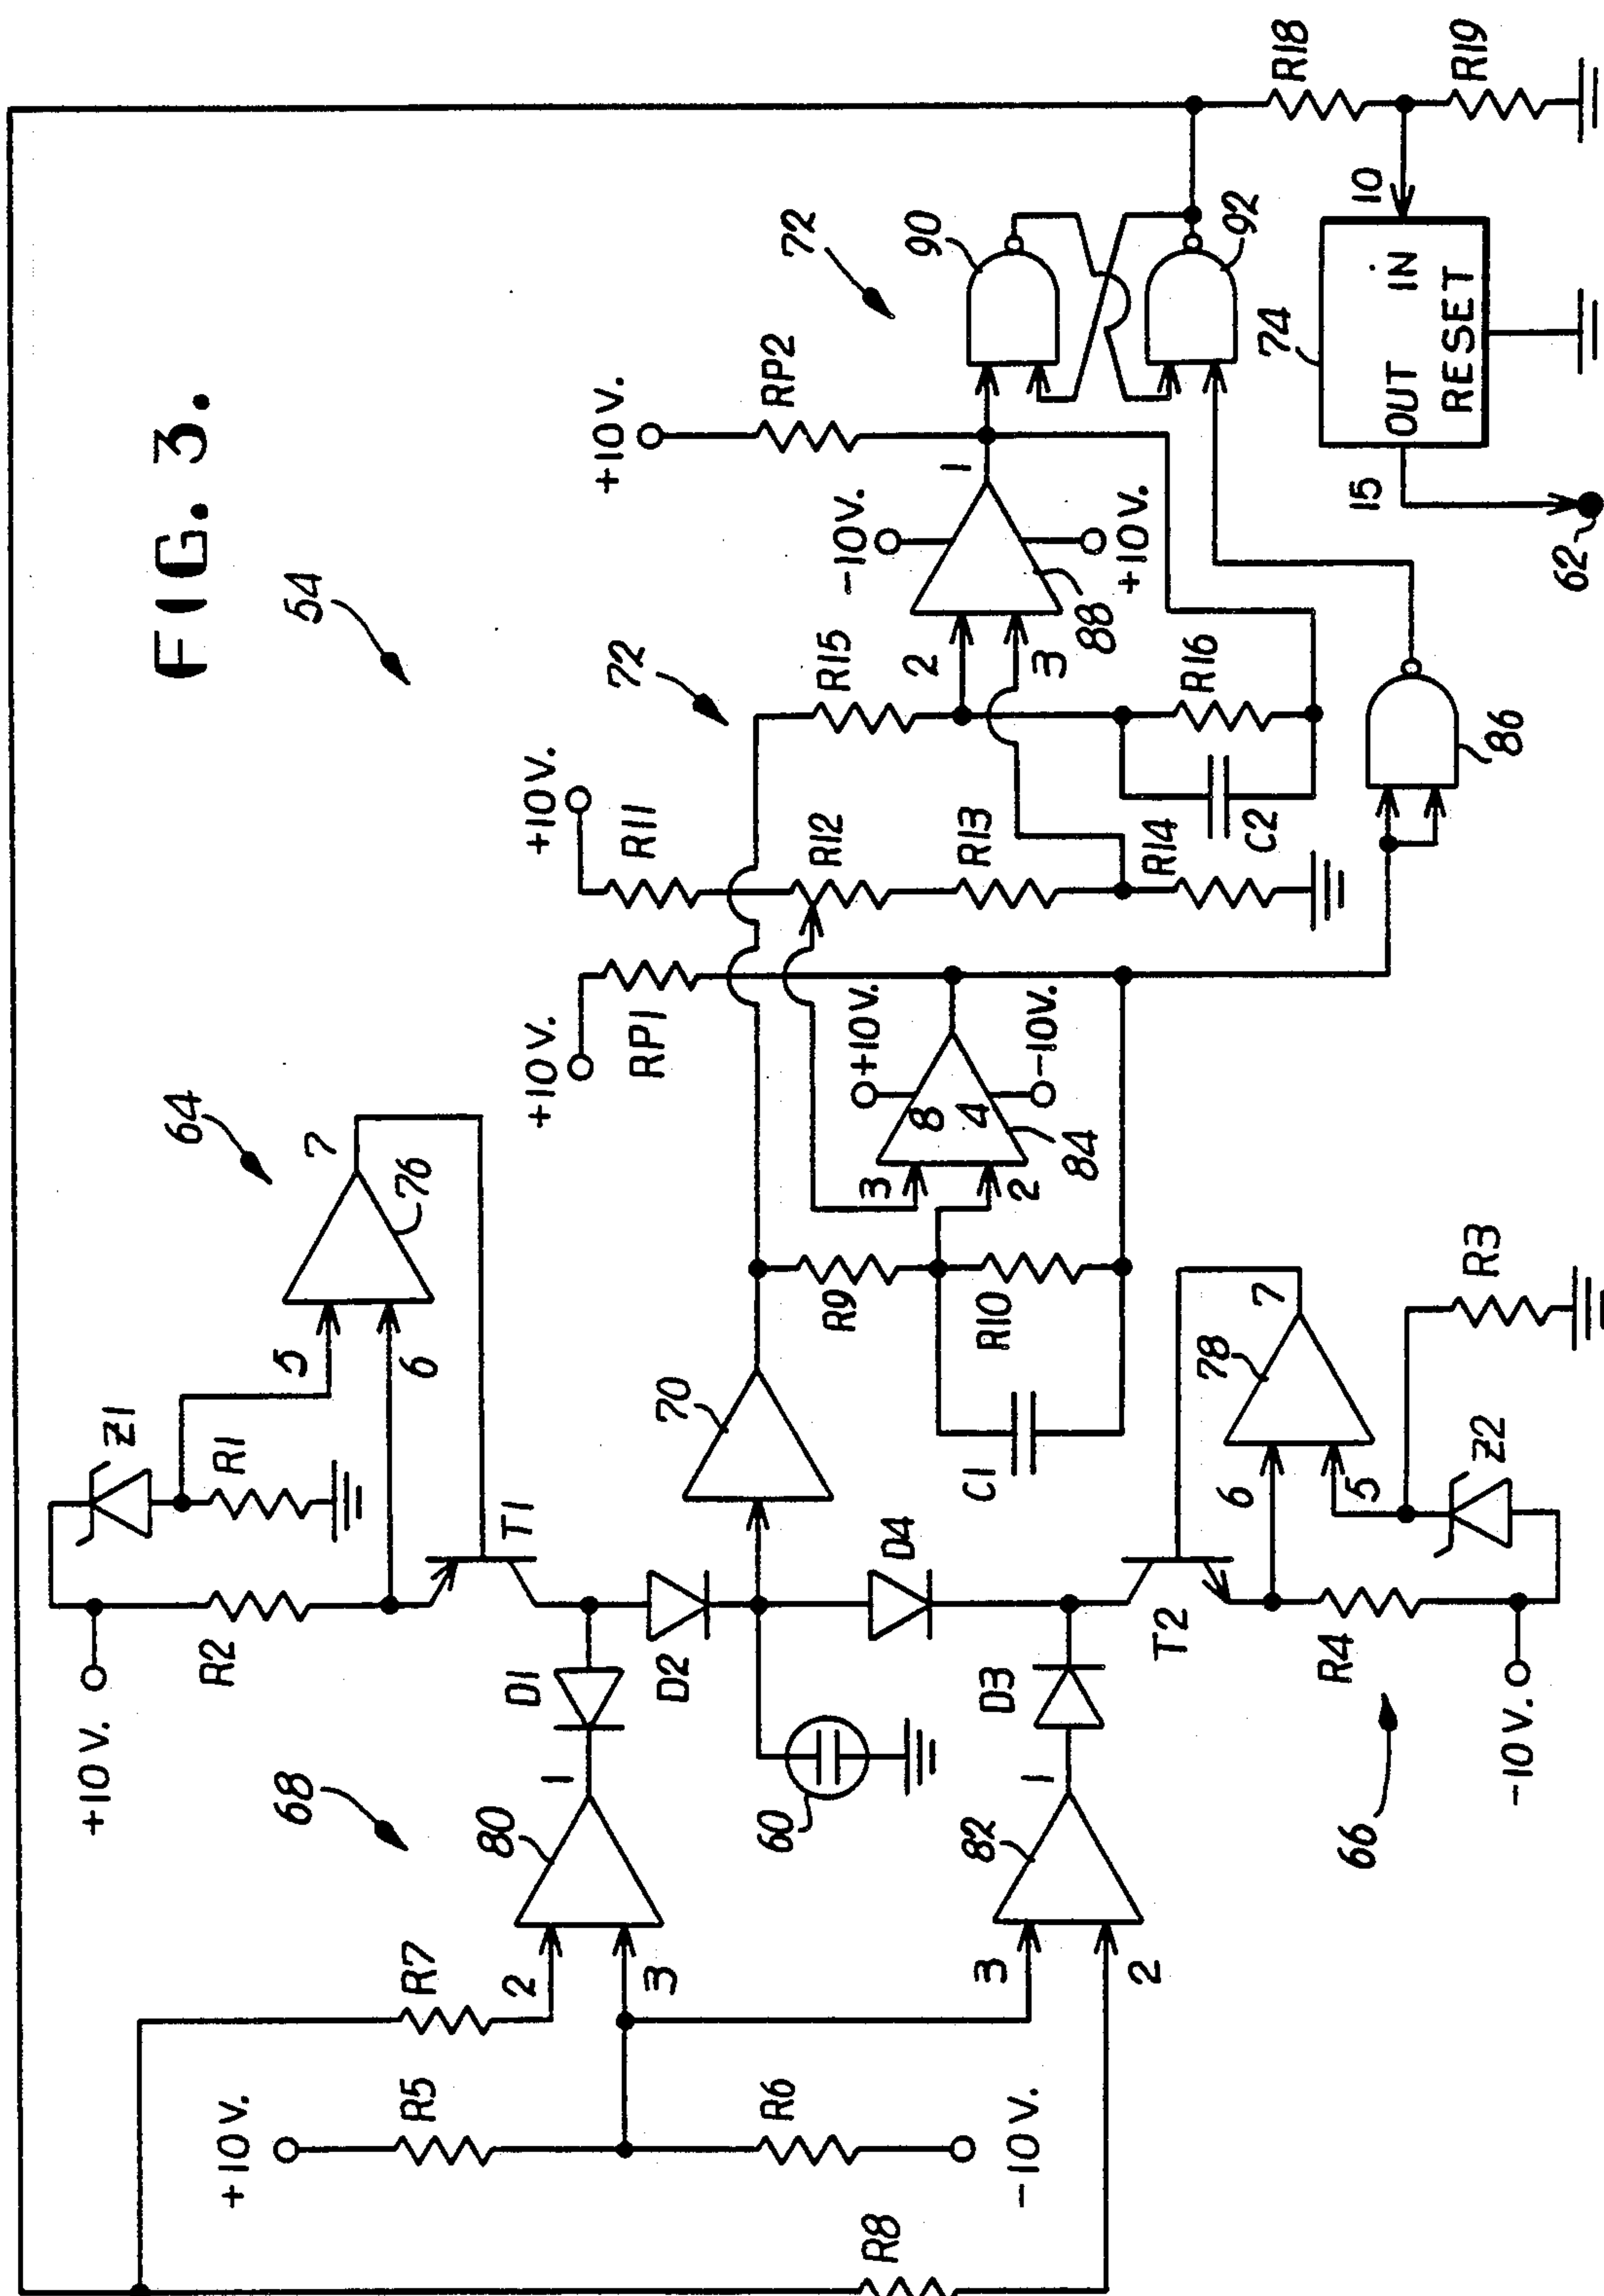 FIG. 3.
54
64
+10 V.
Z1
R1
5
6
7
76
R2
T1
68
R7
80
2
3
1
D1
D2
70
+10 V.
R5
R6
-10 V.
R8
60
82
3
2
1
D3
D4
T2
R4
-10 V.
66
6
5
7
78
Z2
R3
R9
R10
C1
3
2
8
4
84
+10V.
-10V.
+10V.
RP1
+10V.
R11
R12
R13
R14
72
R15
R16
C2
2
3
1
88
-10V.
+10V.
+10V.
RP2
86
72
90
92
74
OUT
IN
RESET
15
10
62
R18
R19